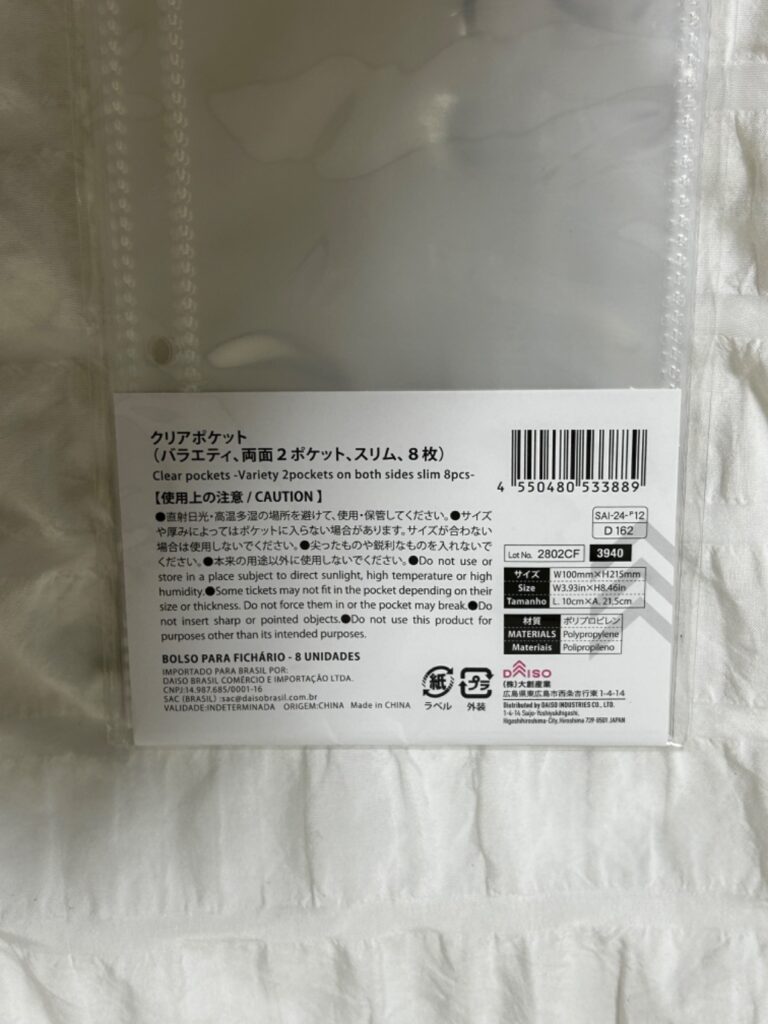 クリアポケット
(バラエティ、両面2ポケット、スリム、8枚)
Clear pockets -Variety 2pockets on both sides slim 8pcs-
【使用上の注意 / CAUTION】
●直射日光・高温多湿の場所を避けて、使用・保管してください。●サイズ
や厚みによってはポケットに入らない場合があります。サイズが合わない
場合は使用しないでください。●尖ったものや鋭利なものを入れないで
ください。●本来の用途以外に使用しないでください。●Do not use or
store in a place subject to direct sunlight, high temperature or high
humidity.●Some tickets may not fit in the pocket depending on their
size or thickness. Do not force them in or the pocket may break.●Do
not insert sharp or pointed objects.●Do not use this product for
purposes other than its intended purposes.
BOLSO PARA FICHÁRIO - 8 UNIDADES
IMPORTADO PARA BRASIL POR:
DAISO BRASIL COMÉRCIO E IMPORTAÇÃO LTDA.
CNPJ:14.987.685/0001-16
SAC (BRASIL) :sac@daisobrasil.com.br
VALIDADE:INDETERMINADA ORIGEM:CHINA Made in CHINA
紙
ラベル
プラ
外装
4 550480 533889
SAI-24-P12
D 162
Lot No. 2802CF
3940
サイズ W100mm×H215mm
Size W3.93in×H8.46in
Tamanho L. 10cm×A. 21.5cm
材質 ポリプロピレン
MATERIALS Polypropylene
Materiais Polipropileno
DAISO
(株)大創産業
広島県東広島市西条吉行東 1-4-14
Distributed by DAISO INDUSTRIES CO., LTD.
1-4-14 Saijo-Yoshiyukihigashi,
Higashihiroshima-City, Hiroshima 739-8501 JAPAN